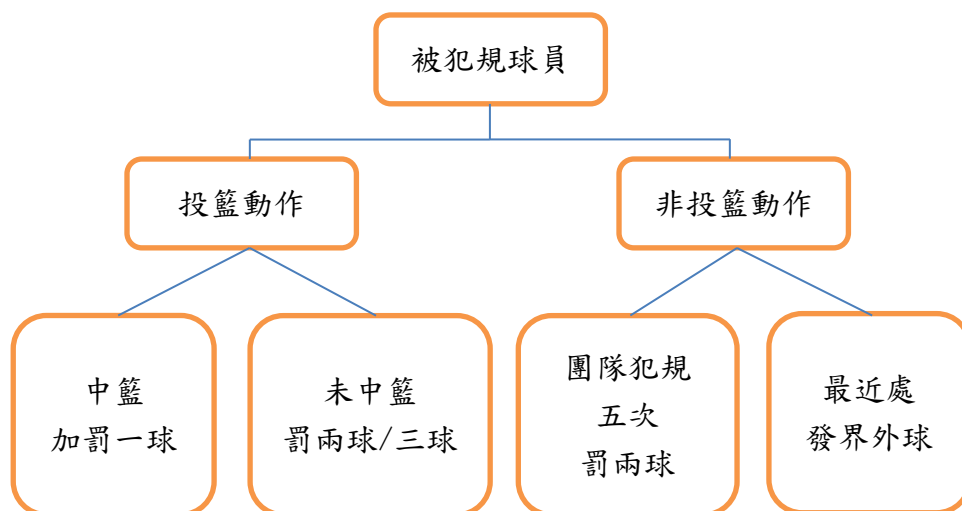 被犯規球員
投籃動作
非投籃動作
中籃
加罰一球
未中籃
罰兩球/三球
團隊犯規
五次
罰兩球
最近處
發界外球